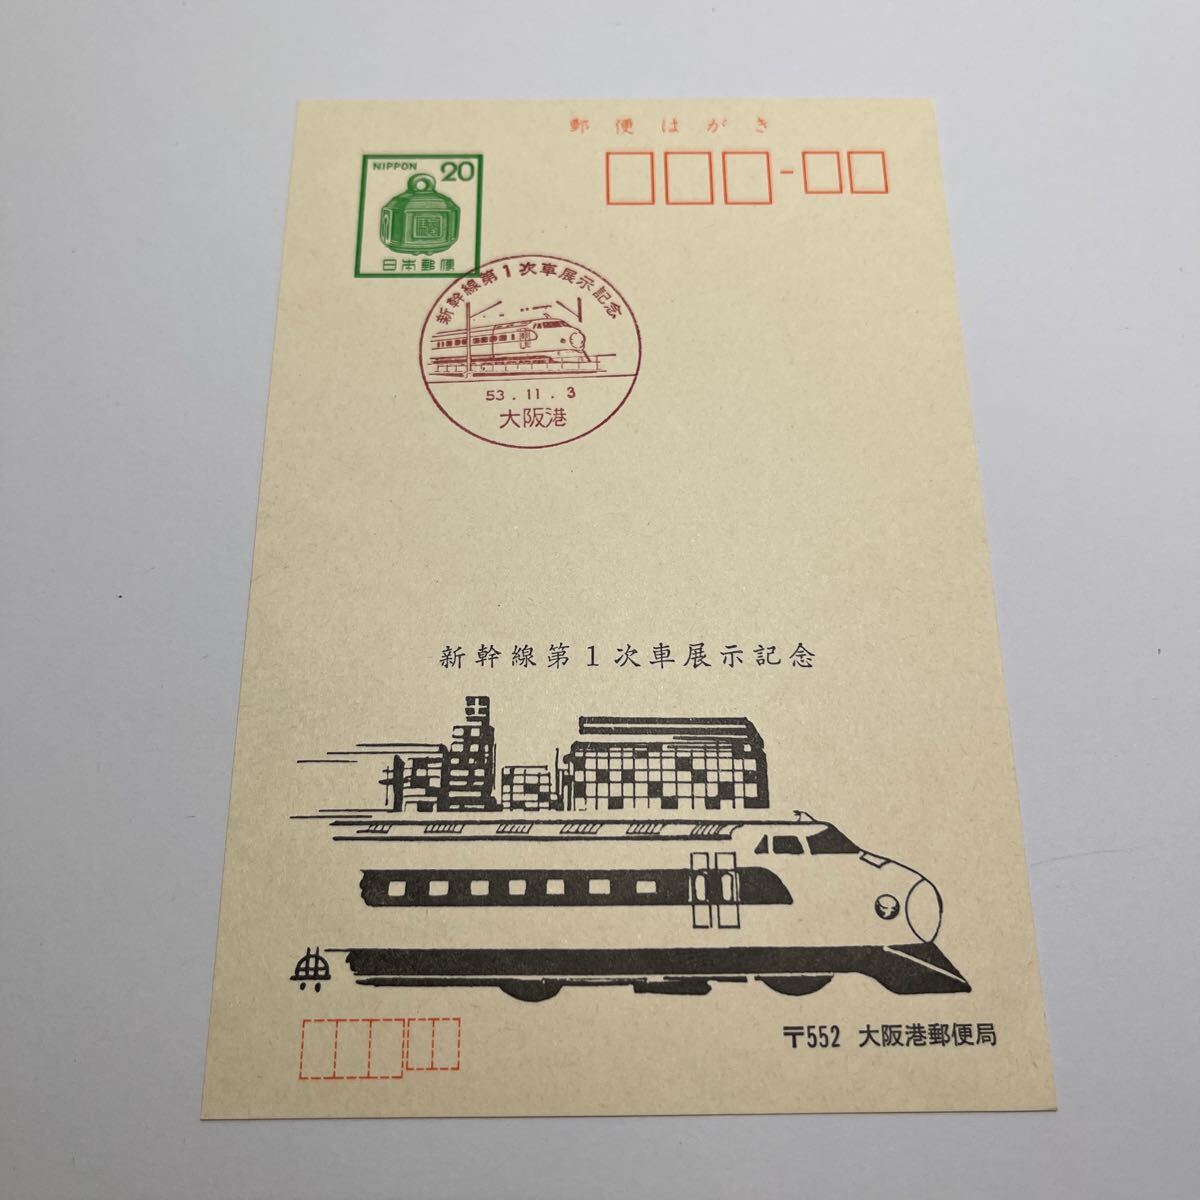 郵便はがき
NIPPON 20
日本郵便
新幹線第1次車展示記念
53.11.3
大阪港
新幹線第1次車展示記念
〒552 大阪港郵便局